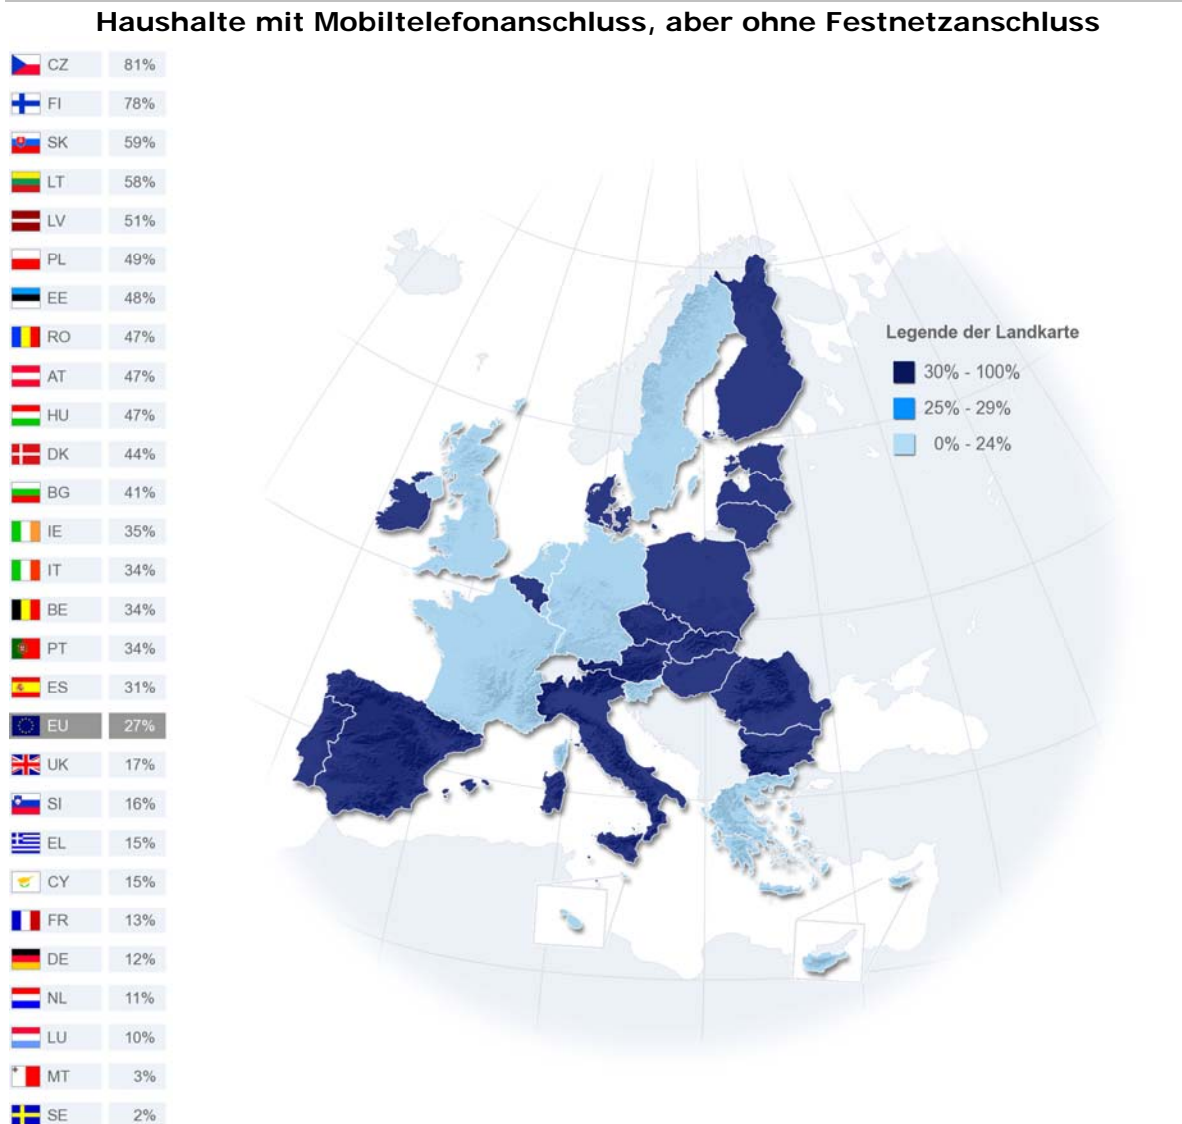 Haushalte mit Mobiltelefonanschluss, aber ohne Festnetzanschluss
CZ 81%
FI 78%
SK 59%
LT 58%
LV 51%
PL 49%
EE 48%
RO 47%
AT 47%
HU 47%
DK 44%
BG 41%
IE 35%
IT 34%
BE 34%
PT 34%
ES 31%
EU 27%
UK 17%
SI 16%
EL 15%
CY 15%
FR 13%
DE 12%
NL 11%
LU 10%
MT 3%
SE 2%
Legende der Landkarte
30% - 100%
25% - 29%
0% - 24%